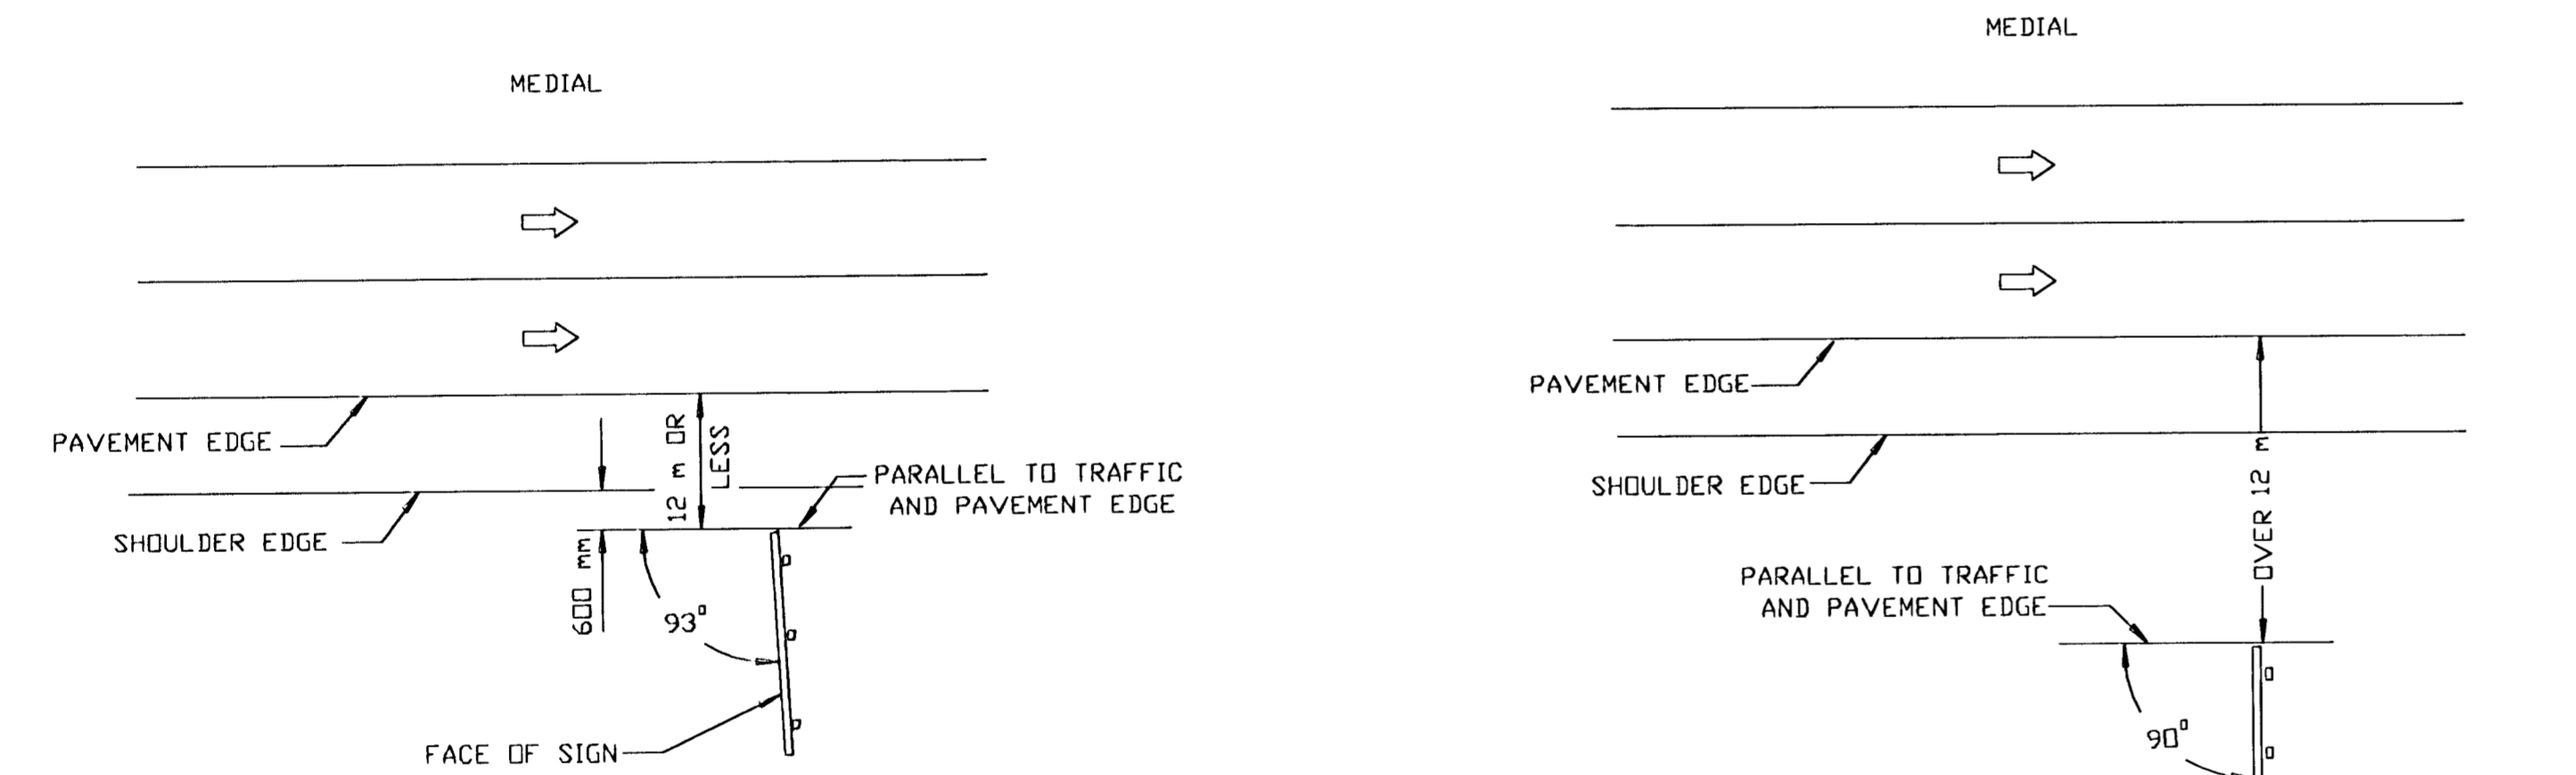 MEDIAL
PAVEMENT EDGE
SHOULDER EDGE
12 m OR
LESS
600 mm
93°
PARALLEL TO TRAFFIC
AND PAVEMENT EDGE
FACE OF SIGN
MEDIAL
PAVEMENT EDGE
SHOULDER EDGE
OVER 12 m
PARALLEL TO TRAFFIC
AND PAVEMENT EDGE
90°